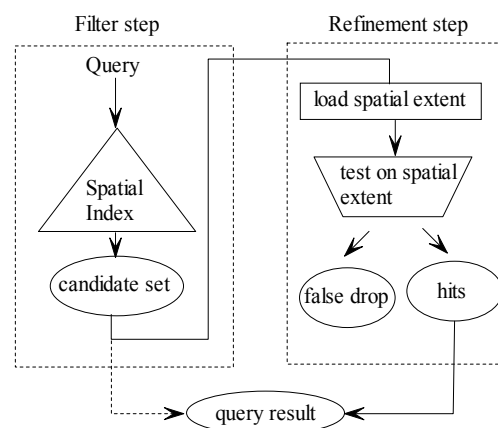 Filter step
Query
Spatial
Index
candidate set
Refinement step
load spatial extent
test on spatial
extent
false drop
hits
query result